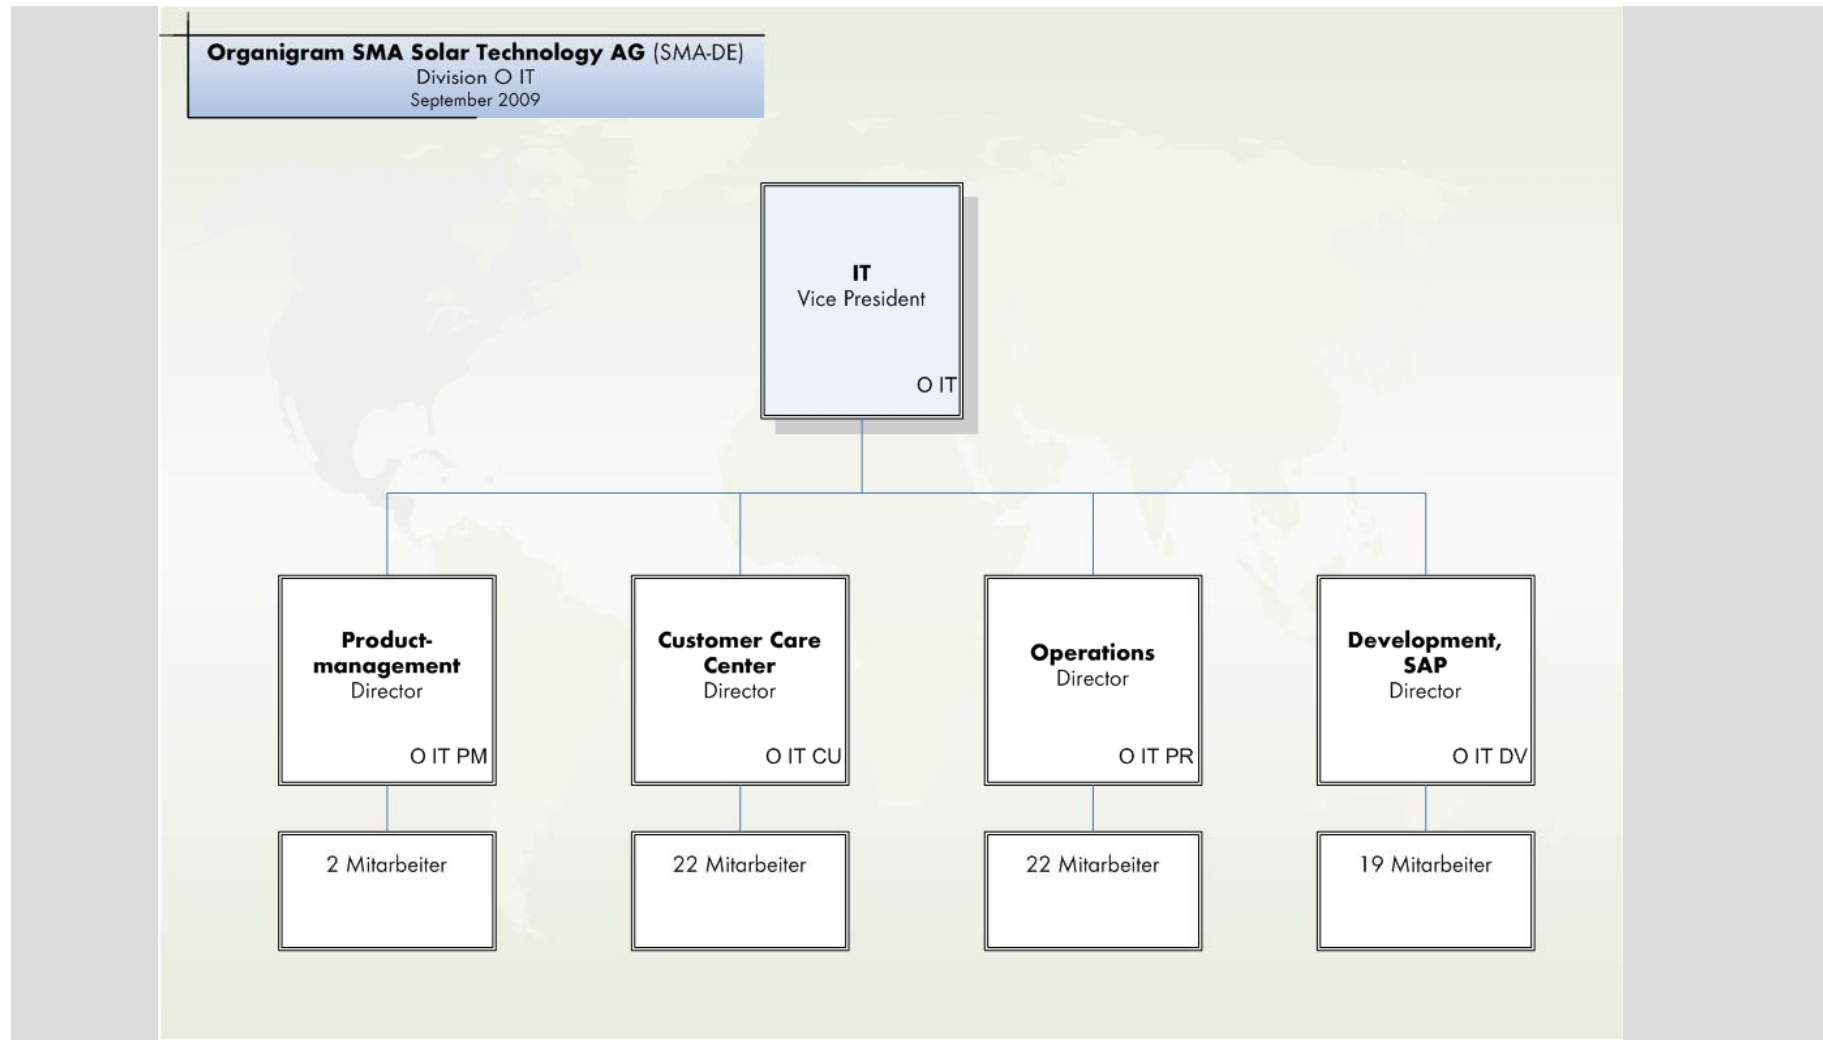 Organigram SMA Solar Technology AG (SMA-DE)
Division O IT
September 2009
IT
Vice President
O IT
Product-
management
Director
O IT PM
Customer Care
Center
Director
O IT CU
Operations
Director
O IT PR
Development,
SAP
Director
O IT DV
2 Mitarbeiter
22 Mitarbeiter
22 Mitarbeiter
19 Mitarbeiter